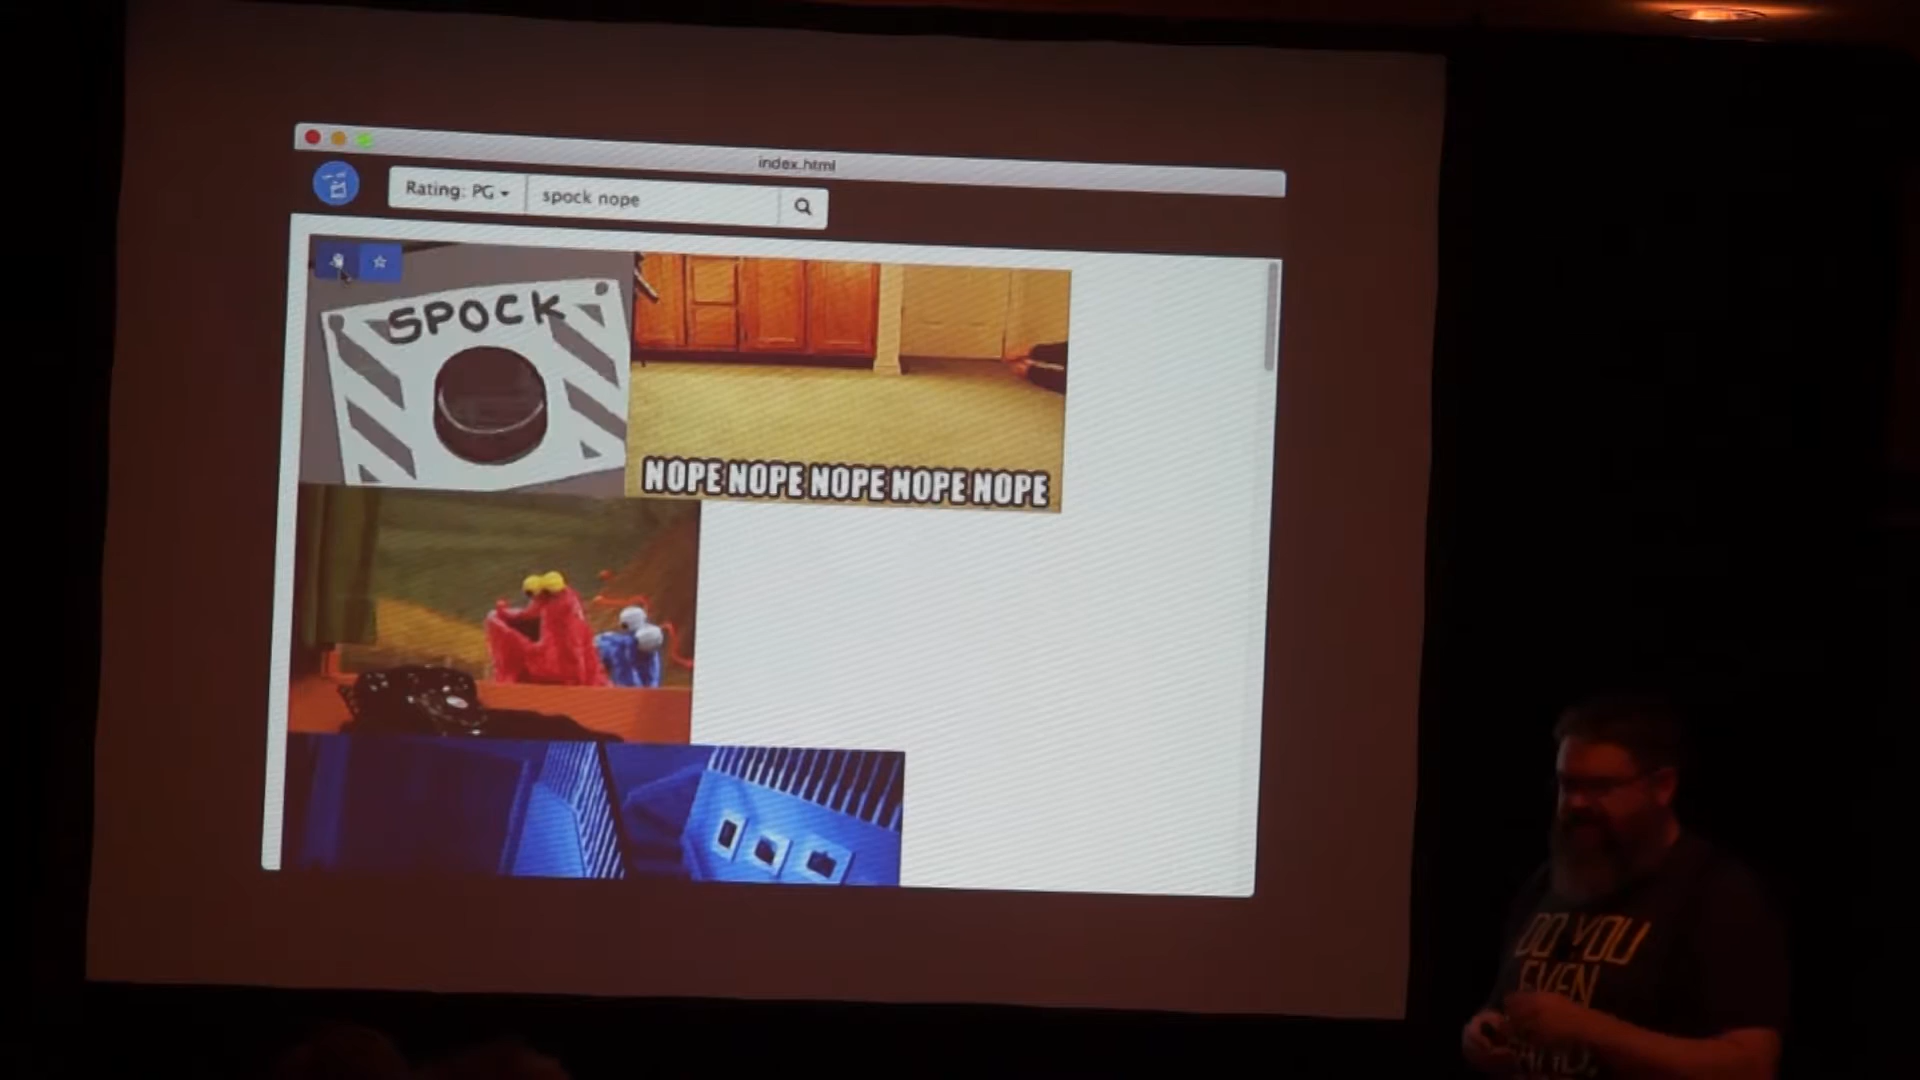 index.html
Rating: PG
spock nope
SPOCK
NOPE NOPE NOPE NOPE NOPE
DO YOU
EVEN